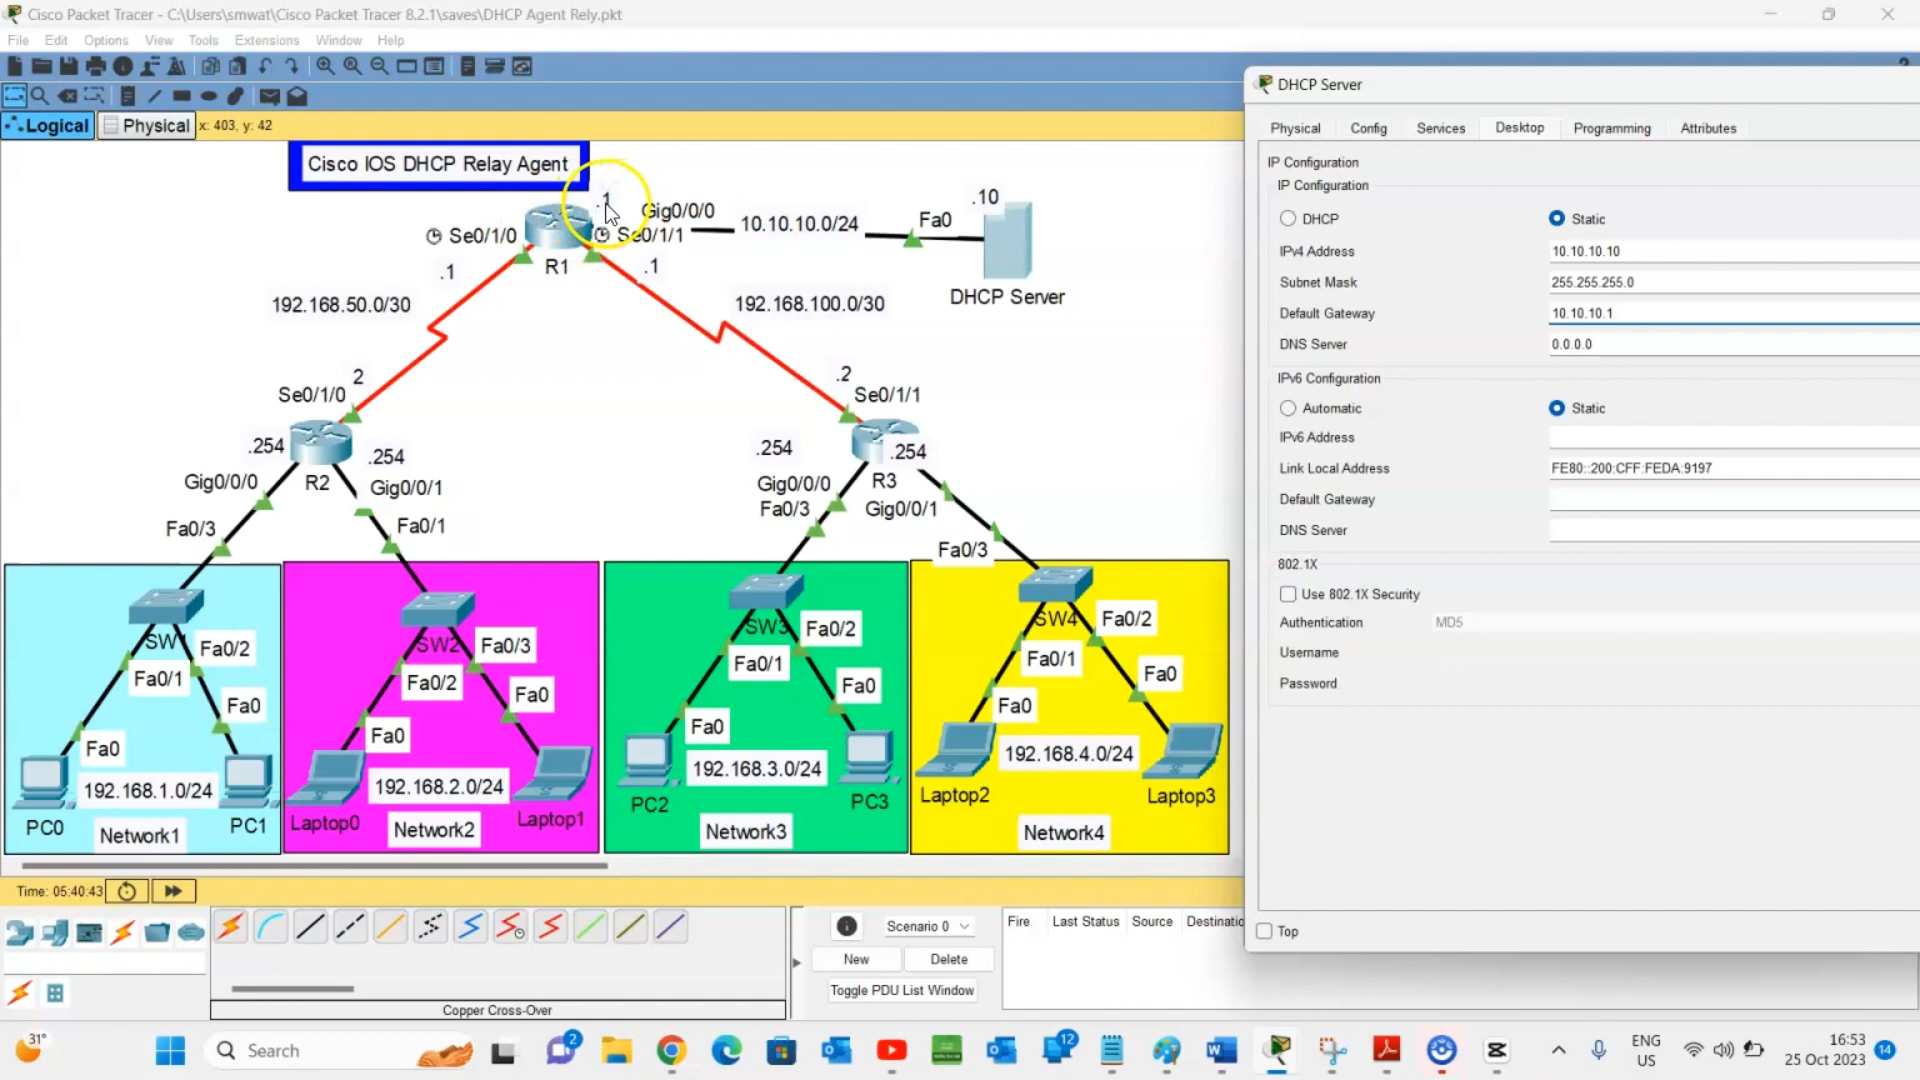 Cisco Packet Tracer - C:\Users\smwat\Cisco Packet Tracer 8.2.1\saves\DHCP Agent Rely.pkt
File Edit Options View Tools Extensions Window Help
Logical Physical x: 403, y: 42
Cisco IOS DHCP Relay Agent
.1
Gig0/0/0
10.10.10.0/24
Fa0
.10
Se0/1/0
Se0/1/1
R1
.1
.1
DHCP Server
192.168.50.0/30
192.168.100.0/30
2
Se0/1/0
.2
Se0/1/1
.254
.254
.254
.254
Gig0/0/0
R2
Gig0/0/1
Gig0/0/0
R3
Fa0/3
Gig0/0/1
Fa0/3
Fa0/1
Fa0/3
SW1
Fa0/2
Fa0/1
Fa0
Fa0
192.168.1.0/24
PC0
Network1
PC1
SW2
Fa0/3
Fa0/2
Fa0
Fa0
192.168.2.0/24
Laptop0
Network2
Laptop1
SW3
Fa0/2
Fa0/1
Fa0
Fa0
192.168.3.0/24
PC2
Network3
PC3
SW4
Fa0/2
Fa0/1
Fa0
Fa0
192.168.4.0/24
Laptop2
Laptop3
Network4
DHCP Server
Physical Config Services Desktop Programming Attributes
IP Configuration
IP Configuration
DHCP Static
IPv4 Address 10.10.10.10
Subnet Mask 255.255.255.0
Default Gateway 10.10.10.1
DNS Server 0.0.0.0
IPv6 Configuration
Automatic Static
IPv6 Address
Link Local Address FE80::200:CFF:FEDA:9197
Default Gateway
DNS Server
802.1X
Use 802.1X Security
Authentication MD5
Username
Password
Top
Time: 05:40:43
Scenario 0
New Delete
Toggle PDU List Window
Fire Last Status Source Destinatio
Copper Cross-Over
31°
Search
2
12
ENG
US
16:53
25 Oct 2023
14